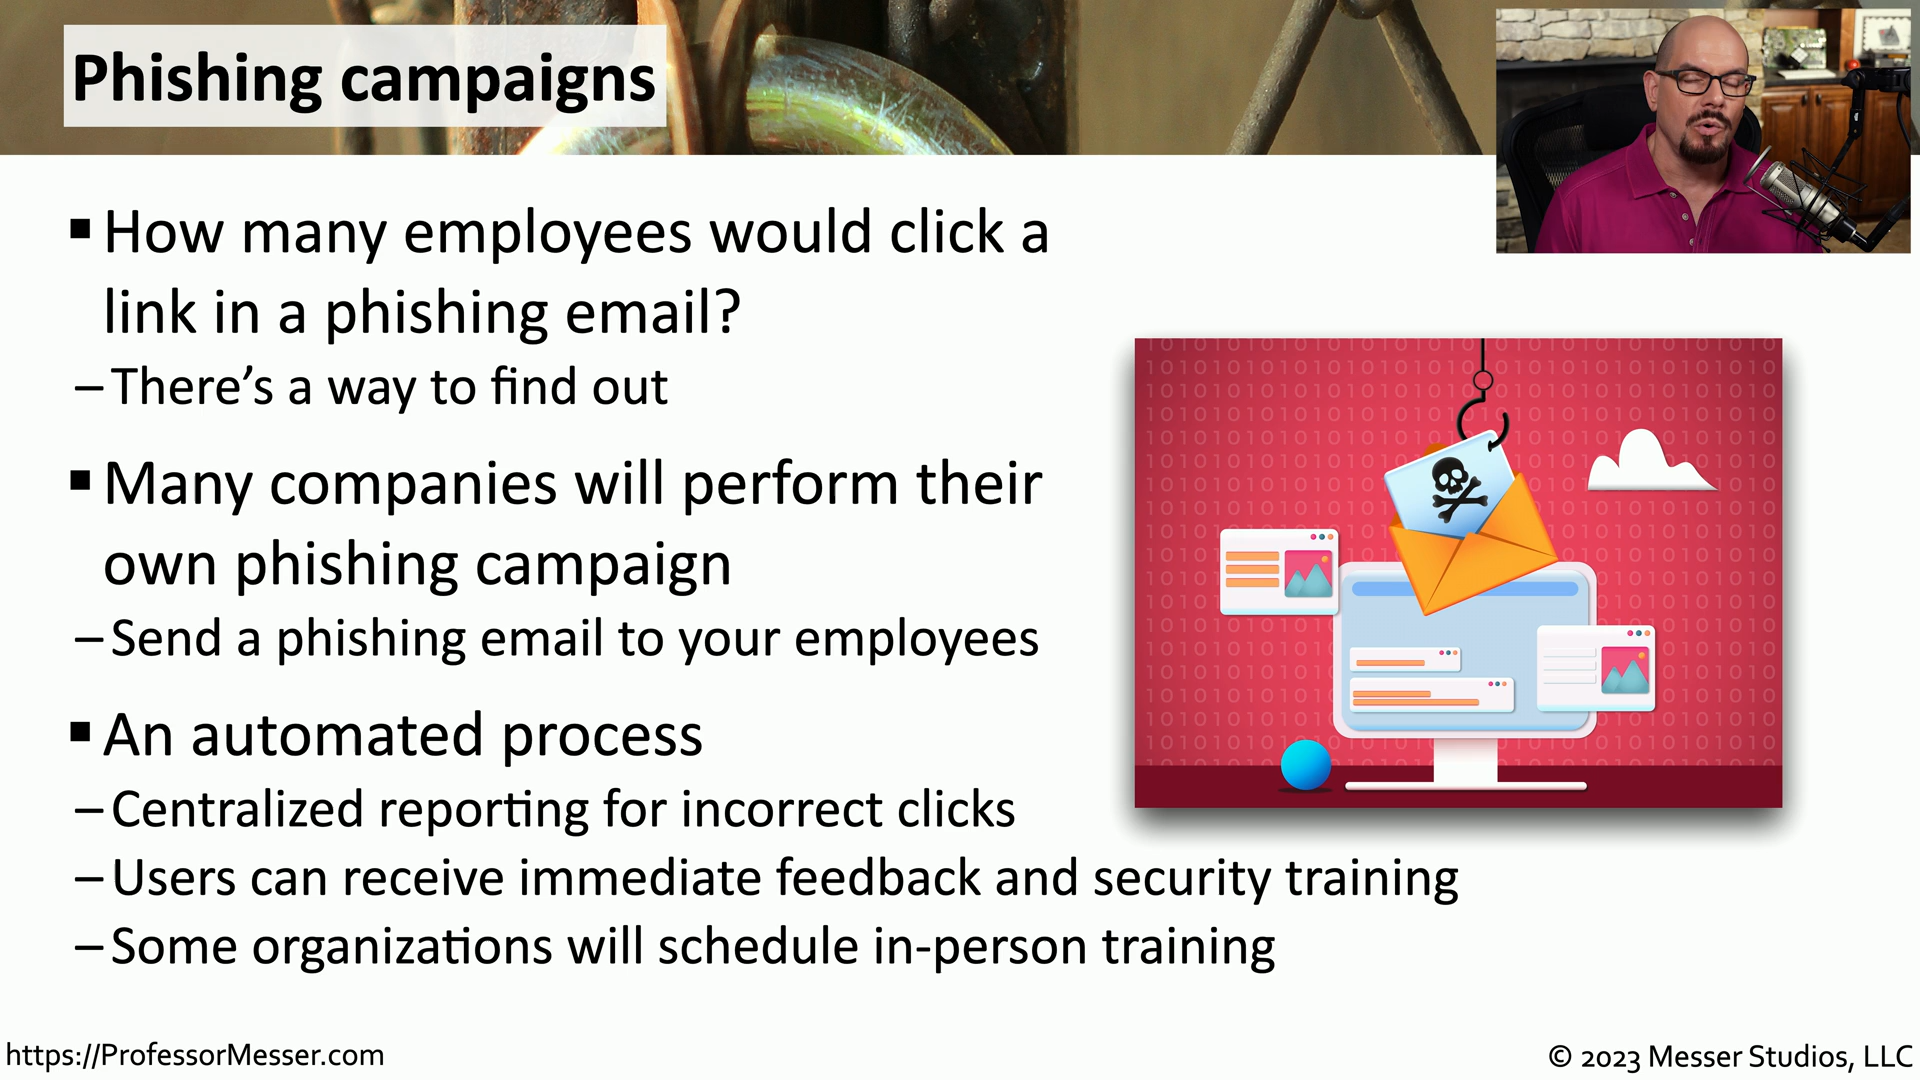 Phishing campaigns
▪ How many employees would click a
link in a phishing email?
– There's a way to find out
▪ Many companies will perform their
own phishing campaign
– Send a phishing email to your employees
▪ An automated process
– Centralized reporting for incorrect clicks
– Users can receive immediate feedback and security training
– Some organizations will schedule in-person training
https://ProfessorMesser.com
© 2023 Messer Studios, LLC